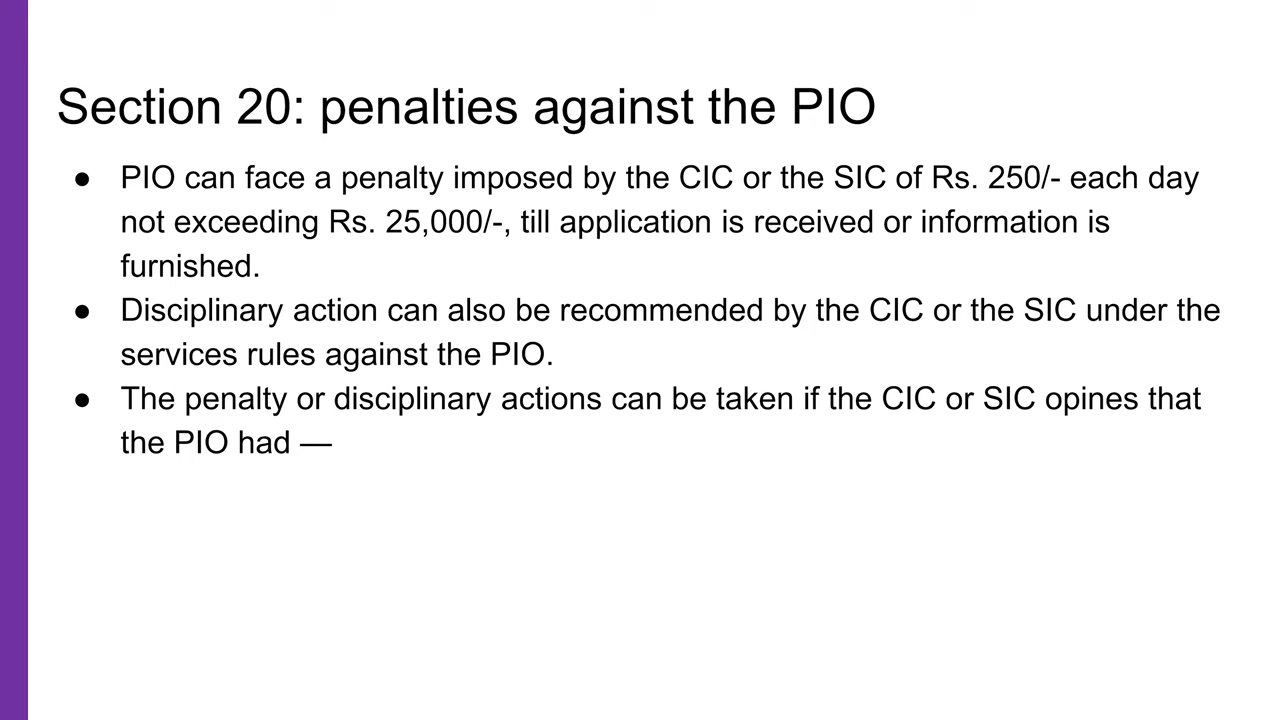 Section 20: penalties against the PIO
● PIO can face a penalty imposed by the CIC or the SIC of Rs. 250/- each day
not exceeding Rs. 25,000/-, till application is received or information is
furnished.
● Disciplinary action can also be recommended by the CIC or the SIC under the
services rules against the PIO.
● The penalty or disciplinary actions can be taken if the CIC or SIC opines that
the PIO had —